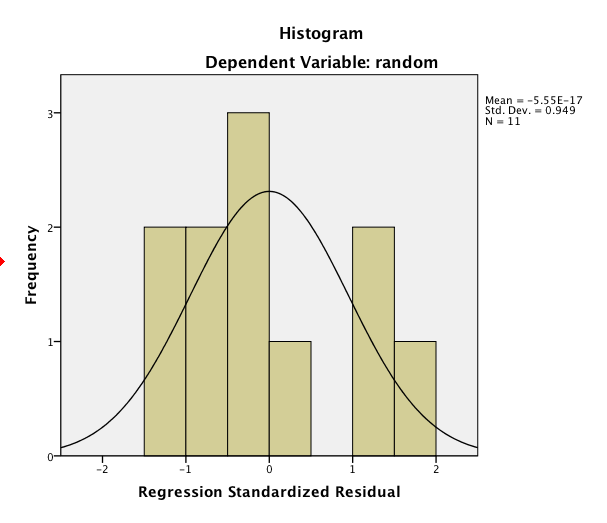 Histogram
Dependent Variable: random
Mean = -5.55E-17
Std. Dev. = 0.949
N = 11
Frequency
3
2
1
0
-2 -1 0 1 2
Regression Standardized Residual